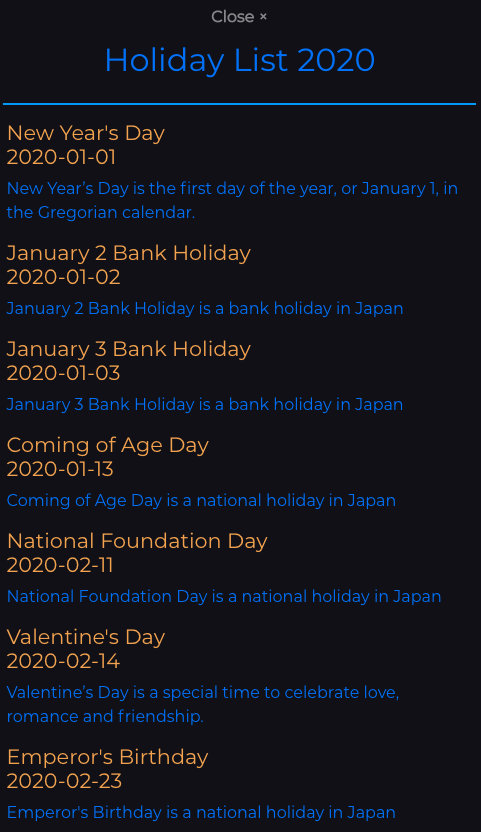 Close ×
Holiday List 2020
New Year's Day
2020-01-01
New Year's Day is the first day of the year, or January 1, in
the Gregorian calendar.
January 2 Bank Holiday
2020-01-02
January 2 Bank Holiday is a bank holiday in Japan
January 3 Bank Holiday
2020-01-03
January 3 Bank Holiday is a bank holiday in Japan
Coming of Age Day
2020-01-13
Coming of Age Day is a national holiday in Japan
National Foundation Day
2020-02-11
National Foundation Day is a national holiday in Japan
Valentine's Day
2020-02-14
Valentine's Day is a special time to celebrate love,
romance and friendship.
Emperor's Birthday
2020-02-23
Emperor's Birthday is a national holiday in Japan